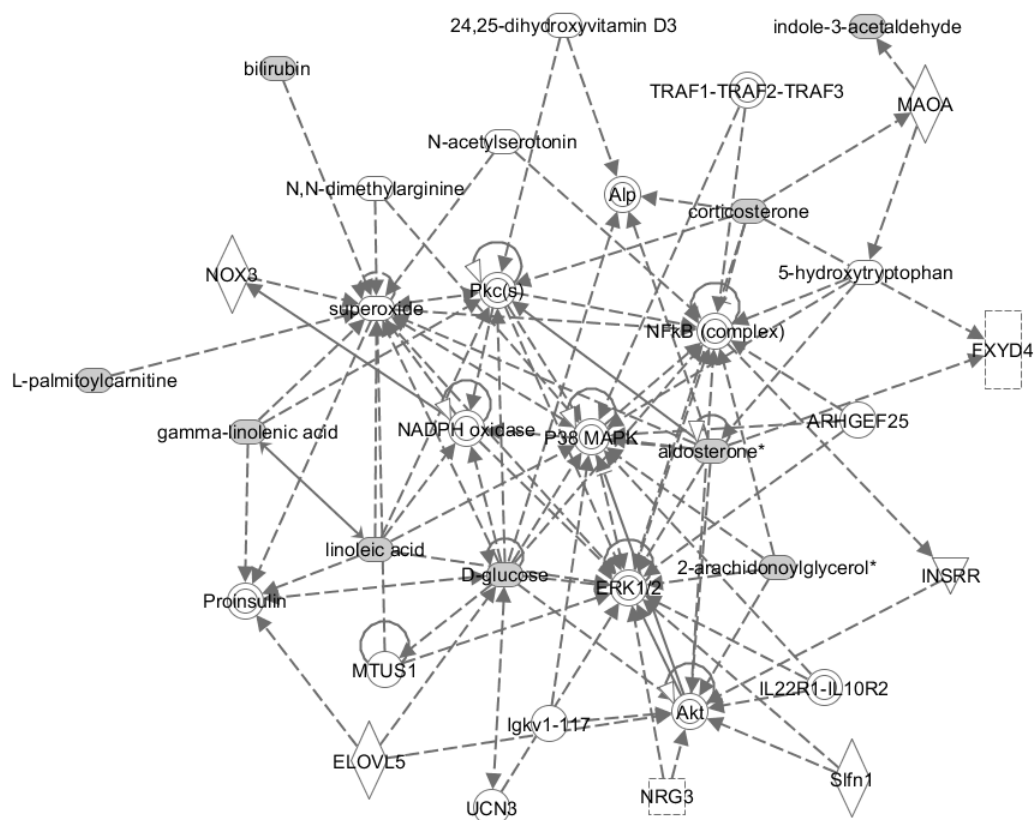 24,25-dihydroxyvitamin D3
indole-3-acetaldehyde
bilirubin
TRAF1-TRAF2-TRAF3
MAOA
N-acetylserotonin
N,N-dimethylarginine
Alp
corticosterone
NOX3
Pkc(s)
5-hydroxytryptophan
superoxide
NFkB (complex)
FXYD4
L-palmitoylcarnitine
gamma-linolenic acid
NADPH oxidase
P38 MAPK
aldosterone*
ARHGEF25
linoleic acid
D-glucose
2-arachidonoylglycerol*
INSRR
ERK1/2
Proinsulin
MTUS1
IL22R1-IL10R2
Igkv1-117
Akt
ELOVL5
Slfn1
NRG3
UCN3